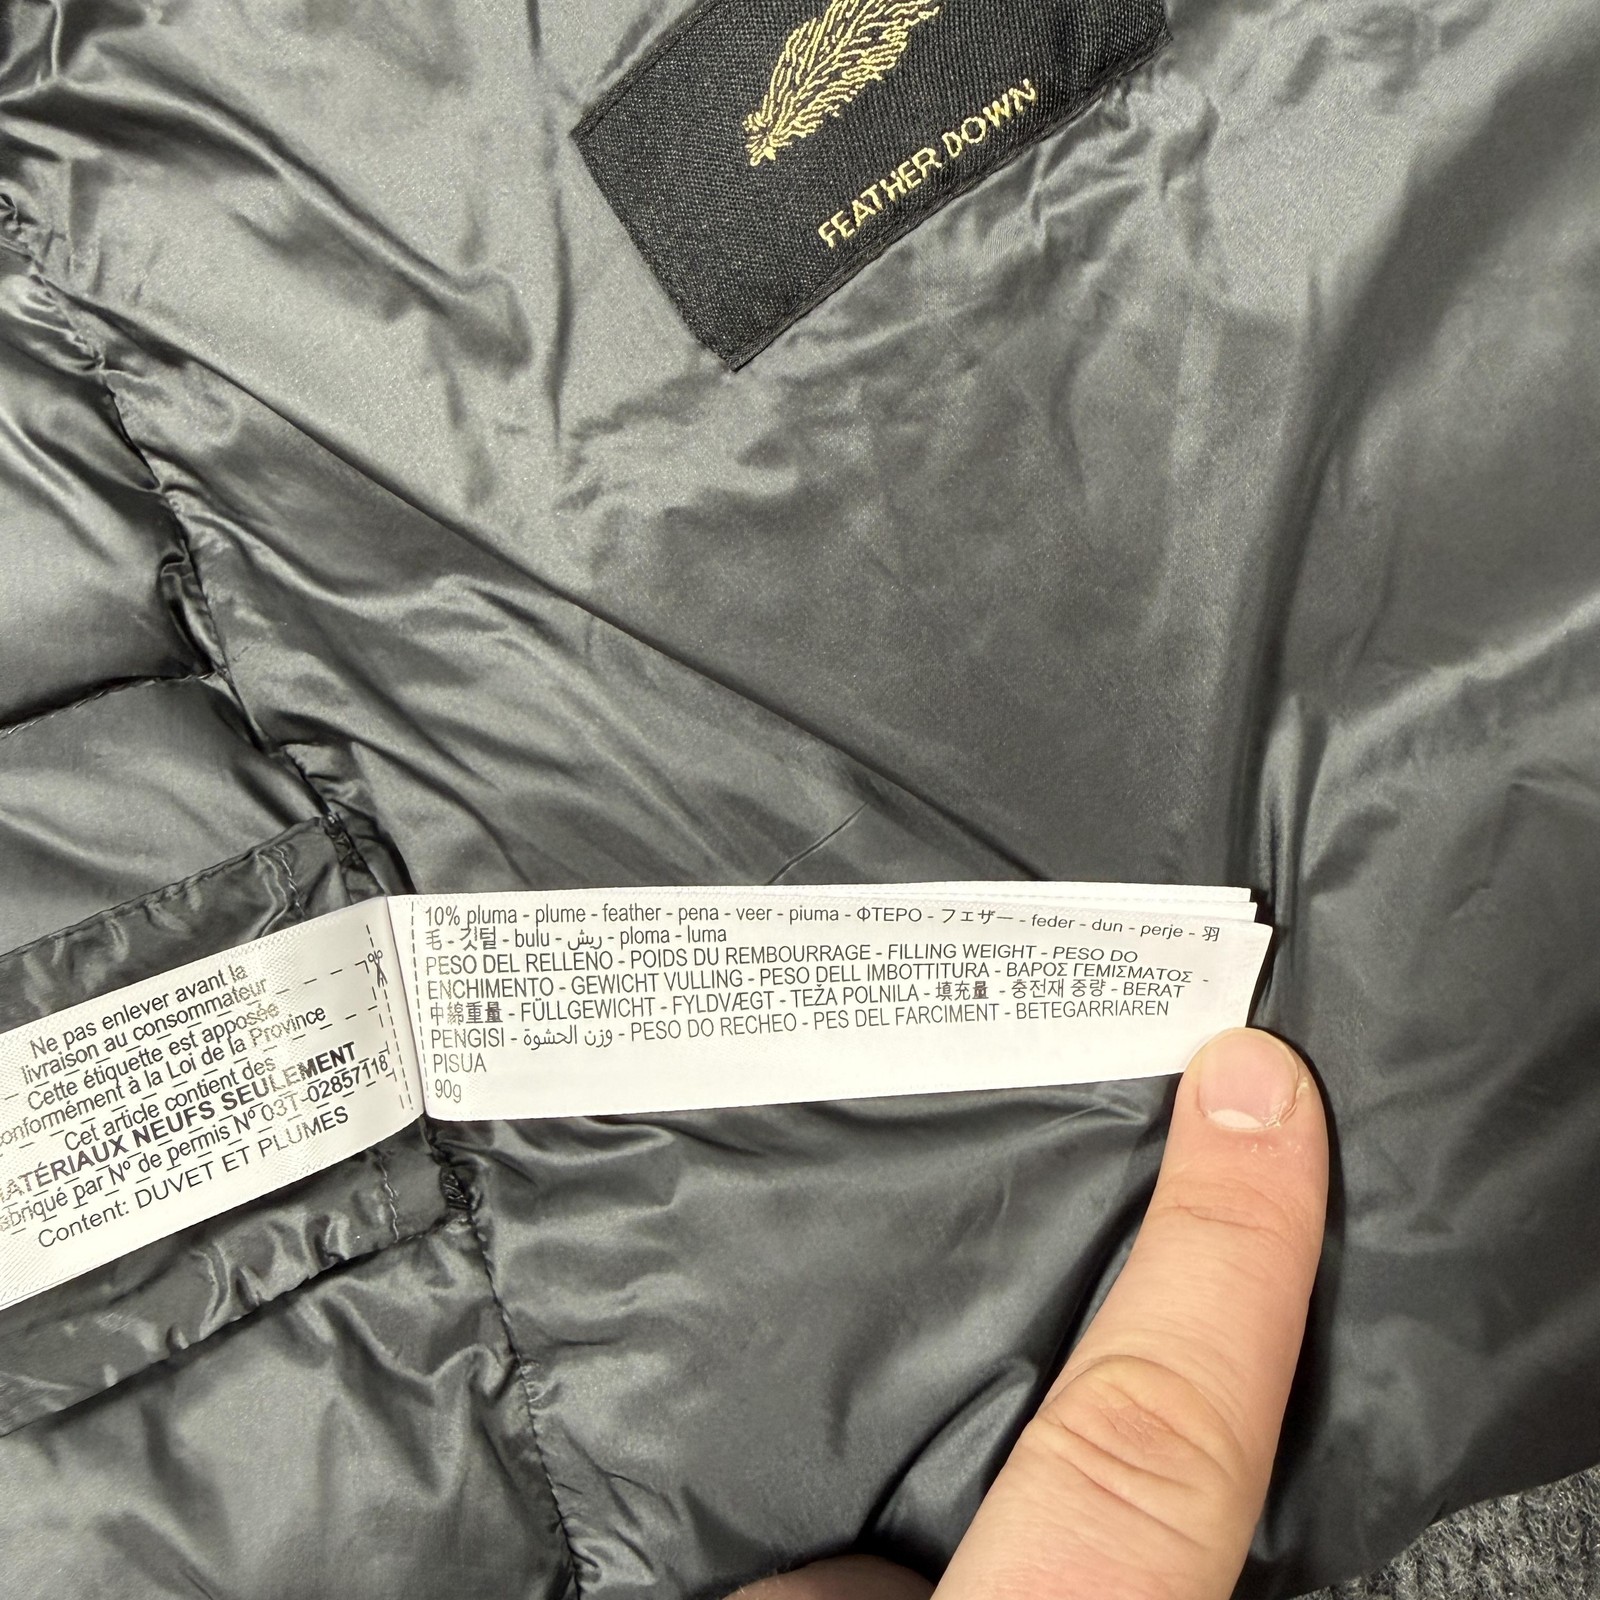 FEATHER DOWN
10% pluma - plume - feather - pena - veer - piuma - ΦΤΕΡΟ - フェザー - feder - dun - perje - 羽
毛 - 깃털 - bulu - ريش - ploma - luma
PESO DEL RELLENO - POIDS DU REMBOURRAGE - FILLING WEIGHT - PESO DO
ENCHIMENTO - GEWICHT VULLING - PESO DELL IMBOTTITURA - ΒΑΡΟΣ ΓΕΜΙΣΜΑΤΟΣ -
中綿重量 - FÜLLGEWICHT - FYLDVÆGT - TEŽA POLNILA - 填充量 - 충전재 중량 - BERAT
PENGISI - وزن الحشوة - PESO DO RECHEO - PES DEL FARCIMENT - BETEGARRIAREN
PISUA
90g
Ne pas enlever avant la
livraison au consommateur
Cette étiquette est apposée
conformément à la Loi de la Province
Cet article contient des
MATÉRIAUX NEUFS SEULEMENT
abriqué par Nº de permis Nº 03T-02857118
Content: DUVET ET PLUMES